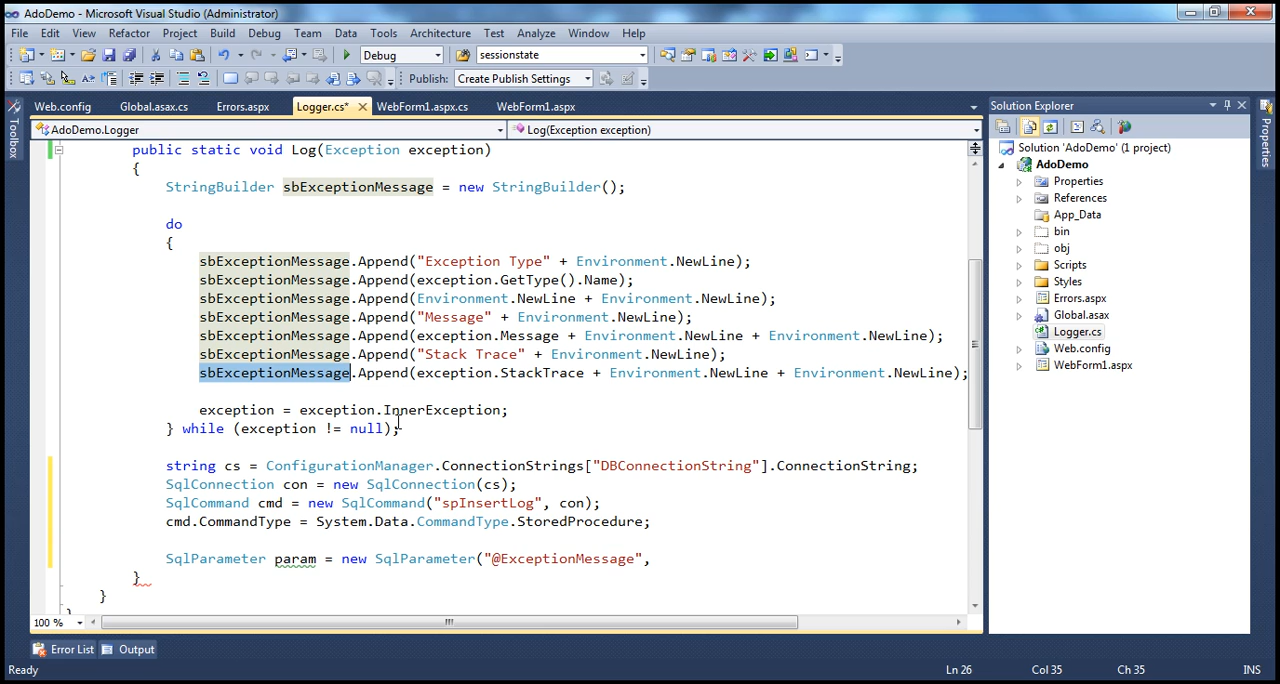 AdoDemo - Microsoft Visual Studio (Administrator)
File Edit View Refactor Project Build Debug Team Data Tools Architecture Test Analyze Window Help
Debug sessionstate
Publish: Create Publish Settings
Web.config Global.asax.cs Errors.aspx Logger.cs* WebForm1.aspx.cs WebForm1.aspx
Solution Explorer
Toolbox
Properties
AdoDemo.Logger Log(Exception exception)
public static void Log(Exception exception)
{
StringBuilder sbExceptionMessage = new StringBuilder();
do
{
sbExceptionMessage.Append("Exception Type" + Environment.NewLine);
sbExceptionMessage.Append(exception.GetType().Name);
sbExceptionMessage.Append(Environment.NewLine + Environment.NewLine);
sbExceptionMessage.Append("Message" + Environment.NewLine);
sbExceptionMessage.Append(exception.Message + Environment.NewLine + Environment.NewLine);
sbExceptionMessage.Append("Stack Trace" + Environment.NewLine);
sbExceptionMessage.Append(exception.StackTrace + Environment.NewLine + Environment.NewLine);
exception = exception.InnerException;
} while (exception != null);
string cs = ConfigurationManager.ConnectionStrings["DBConnectionString"].ConnectionString;
SqlConnection con = new SqlConnection(cs);
SqlCommand cmd = new SqlCommand("spInsertLog", con);
cmd.CommandType = System.Data.CommandType.StoredProcedure;
SqlParameter param = new SqlParameter("@ExceptionMessage",
}
}
}
100 %
Solution 'AdoDemo' (1 project)
AdoDemo
Properties
References
App_Data
bin
obj
Scripts
Styles
Errors.aspx
Global.asax
Logger.cs
Web.config
WebForm1.aspx
Error List Output
Ready Ln 26 Col 35 Ch 35 INS